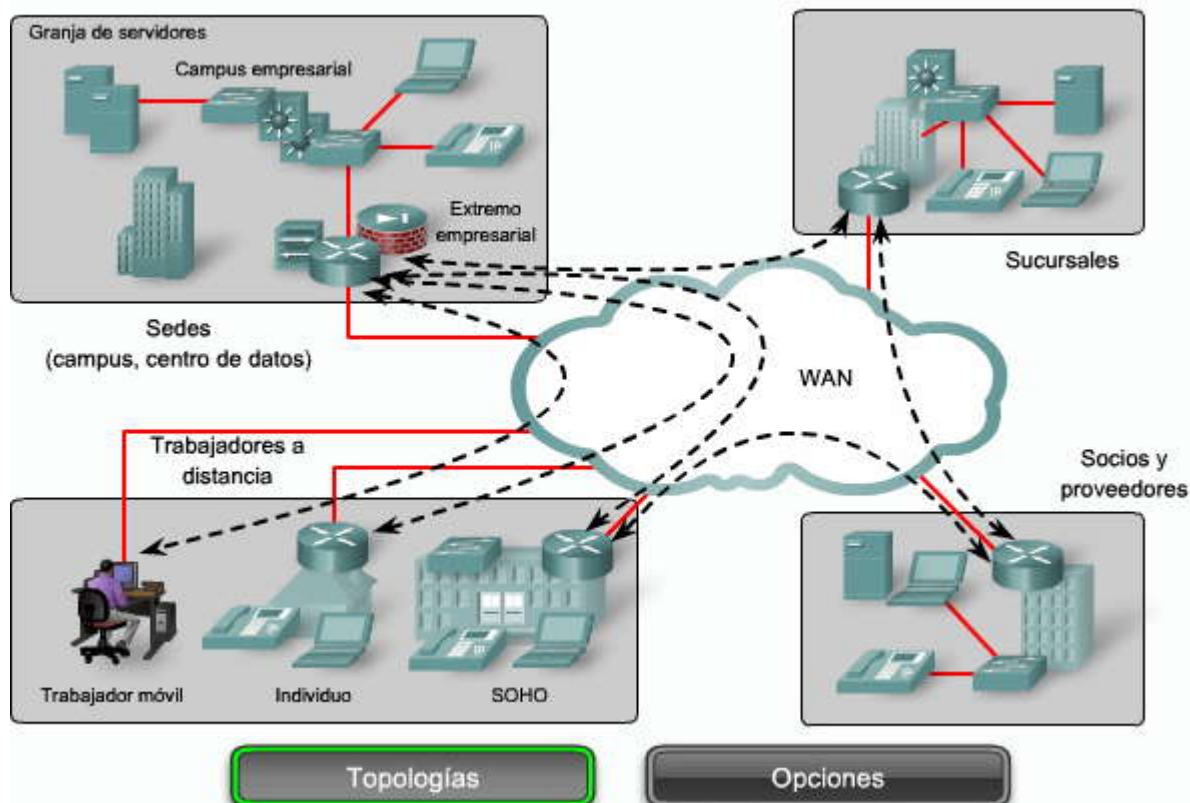 Granja de servidores
Campus empresarial
IP
Extremo
empresarial
Sedes
(campus, centro de datos)
Sucursales
WAN
Trabajadores a
distancia
Socios y
proveedores
Trabajador móvil
Individuo
SOHO
Topologías
Opciones